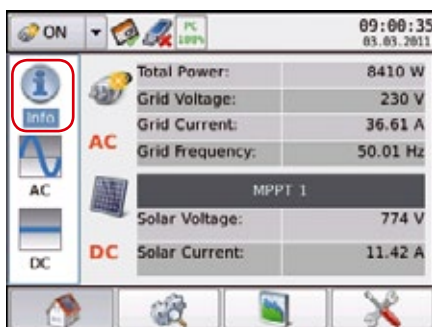 ON
PC
100%
09:00:35
03.03.2011
Info
AC
DC
AC
DC
Total Power: 8410 W
Grid Voltage: 230 V
Grid Current: 36.61 A
Grid Frequency: 50.01 Hz
MPPT 1
Solar Voltage: 774 V
Solar Current: 11.42 A